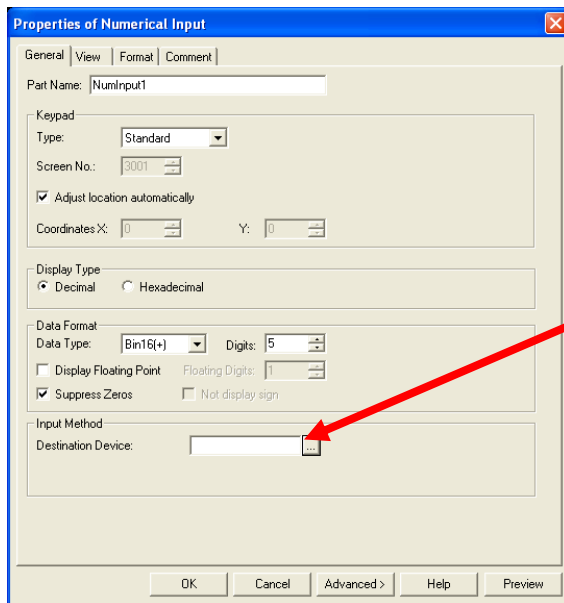 Properties of Numerical Input
General View Format Comment
Part Name: NumInput1
Keypad
Type: Standard
Screen No.: 3001
Adjust location automatically
Coordinates X: 0 Y: 0
Display Type
Decimal Hexadecimal
Data Format
Data Type: Bin16(+) Digits: 5
Display Floating Point Floating Digits: 1
Suppress Zeros Not display sign
Input Method
Destination Device: ...
OK Cancel Advanced > Help Preview